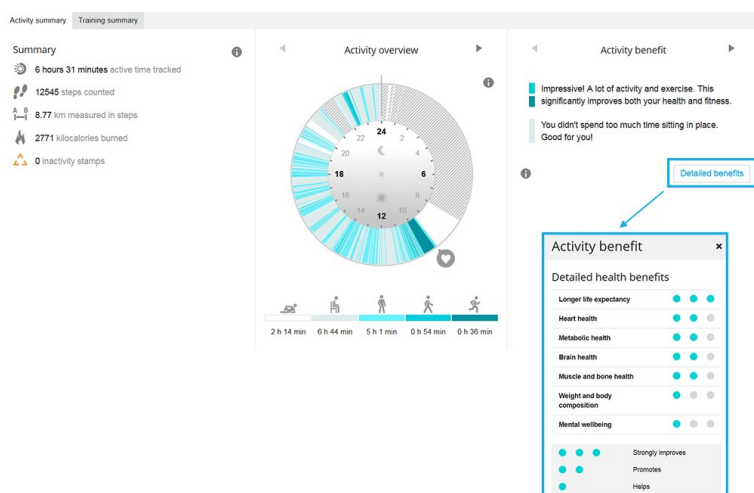 Activity summary
Training summary
Summary
6 hours 31 minutes active time tracked
12545 steps counted
A B
8.77 km measured in steps
2771 kilocalories burned
0 inactivity stamps
Activity overview
24
22 2
20 4
18 6
16 8
14 10
12
2 h 14 min 6 h 44 min 5 h 1 min 0 h 54 min 0 h 36 min
Activity benefit
Impressive! A lot of activity and exercise. This
significantly improves both your health and fitness.
You didn't spend too much time sitting in place.
Good for you!
Detailed benefits
Activity benefit ×
Detailed health benefits
Longer life expectancy
Heart health
Metabolic health
Brain health
Muscle and bone health
Weight and body
composition
Mental wellbeing
Strongly improves
Promotes
Helps